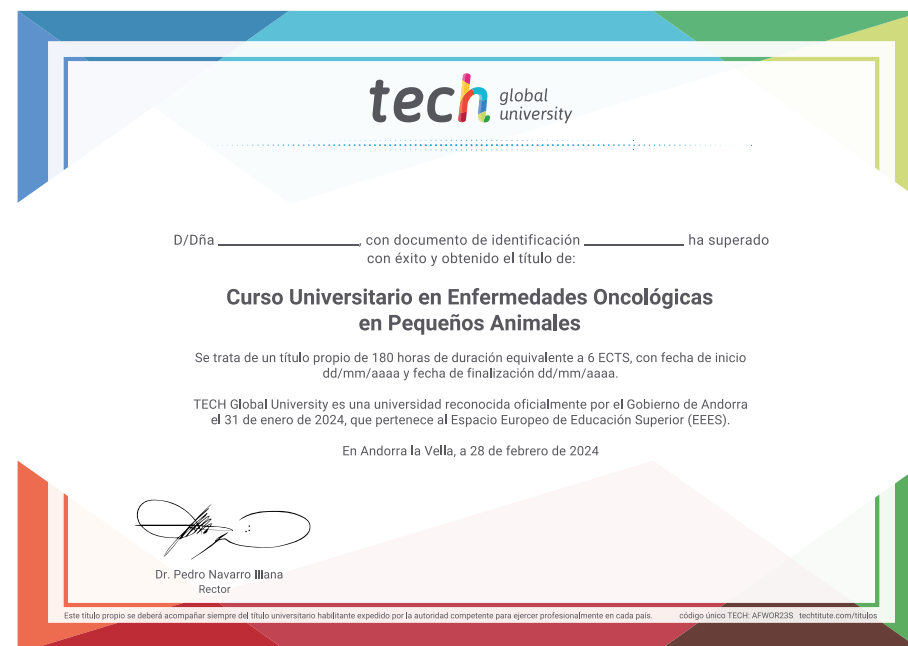 tech global university
D/Dña ____________________, con documento de identificación ______________ ha superado
con éxito y obtenido el título de:
Curso Universitario en Enfermedades Oncológicas
en Pequeños Animales
Se trata de un título propio de 180 horas de duración equivalente a 6 ECTS, con fecha de inicio
dd/mm/aaaa y fecha de finalización dd/mm/aaaa.
TECH Global University es una universidad reconocida oficialmente por el Gobierno de Andorra
el 31 de enero de 2024, que pertenece al Espacio Europeo de Educación Superior (EEES).
En Andorra la Vella, a 28 de febrero de 2024
Dr. Pedro Navarro Illana
Rector
Este título propio se deberá acompañar siempre del título universitario habilitante expedido por la autoridad competente para ejercer profesionalmente en cada país. código único TECH: AFWOR23S techtitute.com/titulos